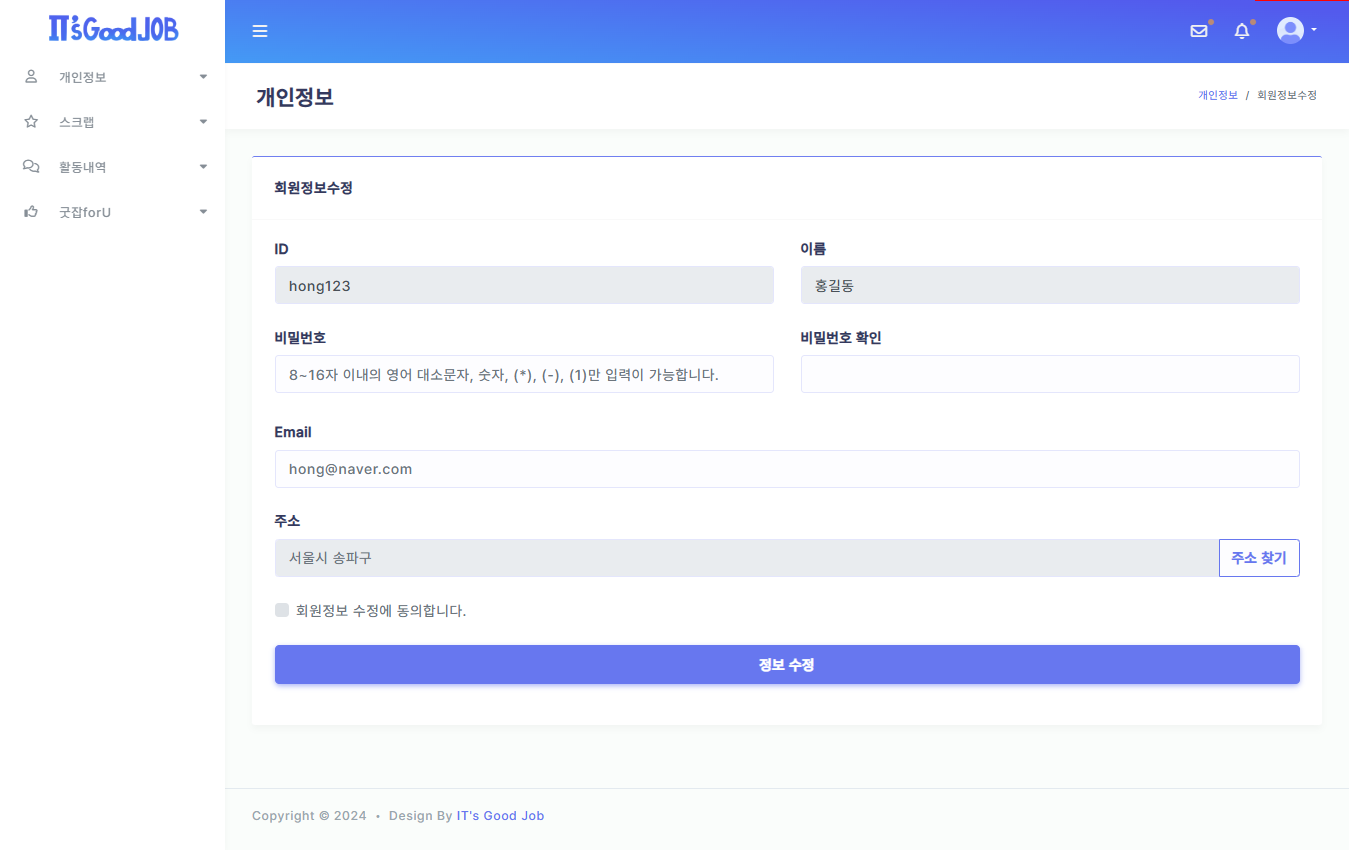 IT's Good JOB
개인정보
스크랩
활동내역
굿잡forU
개인정보
개인정보 / 회원정보수정
회원정보수정
ID
이름
hong123
홍길동
비밀번호
비밀번호 확인
8~16자 이내의 영어 대소문자, 숫자, (*), (-), (1)만 입력이 가능합니다.
Email
hong@naver.com
주소
서울시 송파구
주소 찾기
회원정보 수정에 동의합니다.
정보 수정
Copyright © 2024 • Design By IT's Good Job